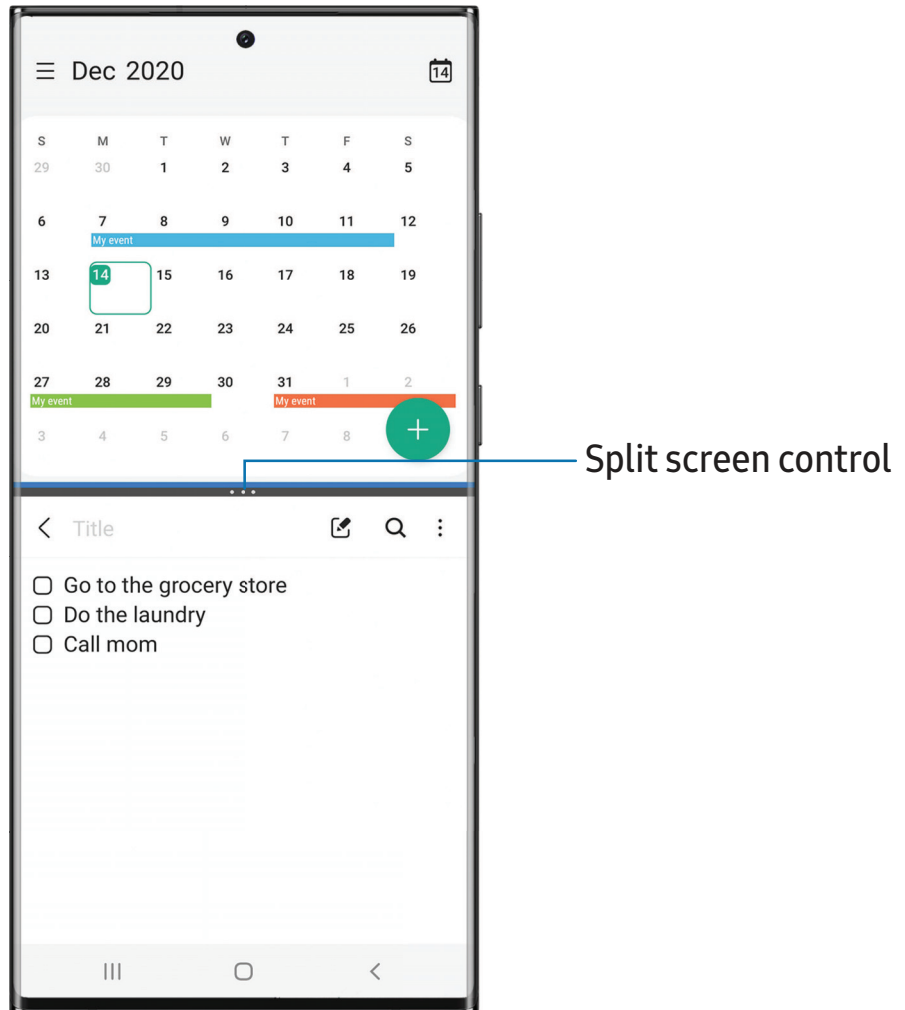 Dec 2020
14
S M T W T F S
29 30 1 2 3 4 5
6 7 8 9 10 11 12
My event
13 14 15 16 17 18 19
20 21 22 23 24 25 26
27 28 29 30 31 1 2
My event My event
3 4 5 6 7 8
Split screen control
Title
Go to the grocery store
Do the laundry
Call mom